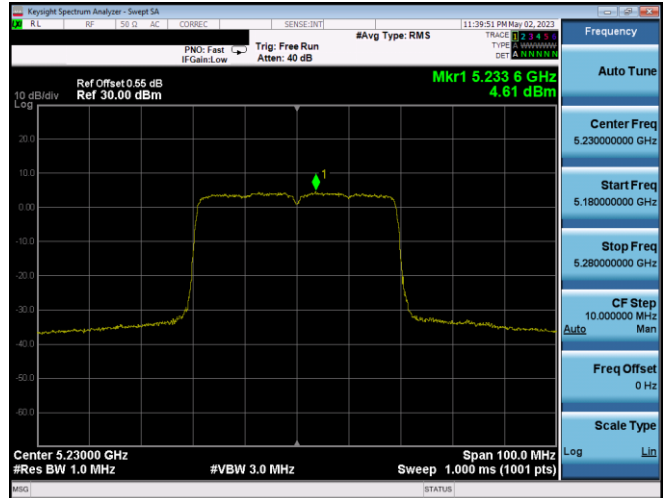 Keysight Spectrum Analyzer - Swept SA
RL RF 50 Ω AC CORREC SENSE:INT 11:39:51 PM May 02, 2023
#Avg Type: RMS
TRACE 1 2 3 4 5 6
TYPE A WWWWW
DET A N N N N N
PNO: Fast Trig: Free Run
IFGain:Low Atten: 40 dB
Mkr1 5.233 6 GHz
4.61 dBm
Ref Offset 0.55 dB
10 dB/div Ref 30.00 dBm
Log
20.0
10.0
0.00
-10.0
-20.0
-30.0
-40.0
-50.0
-60.0
1
Center 5.23000 GHz
Span 100.0 MHz
#Res BW 1.0 MHz
#VBW 3.0 MHz
Sweep 1.000 ms (1001 pts)
MSG
STATUS
Frequency
Auto Tune
Center Freq
5.230000000 GHz
Start Freq
5.180000000 GHz
Stop Freq
5.280000000 GHz
CF Step
10.000000 MHz
Auto Man
Freq Offset
0 Hz
Scale Type
Log Lin